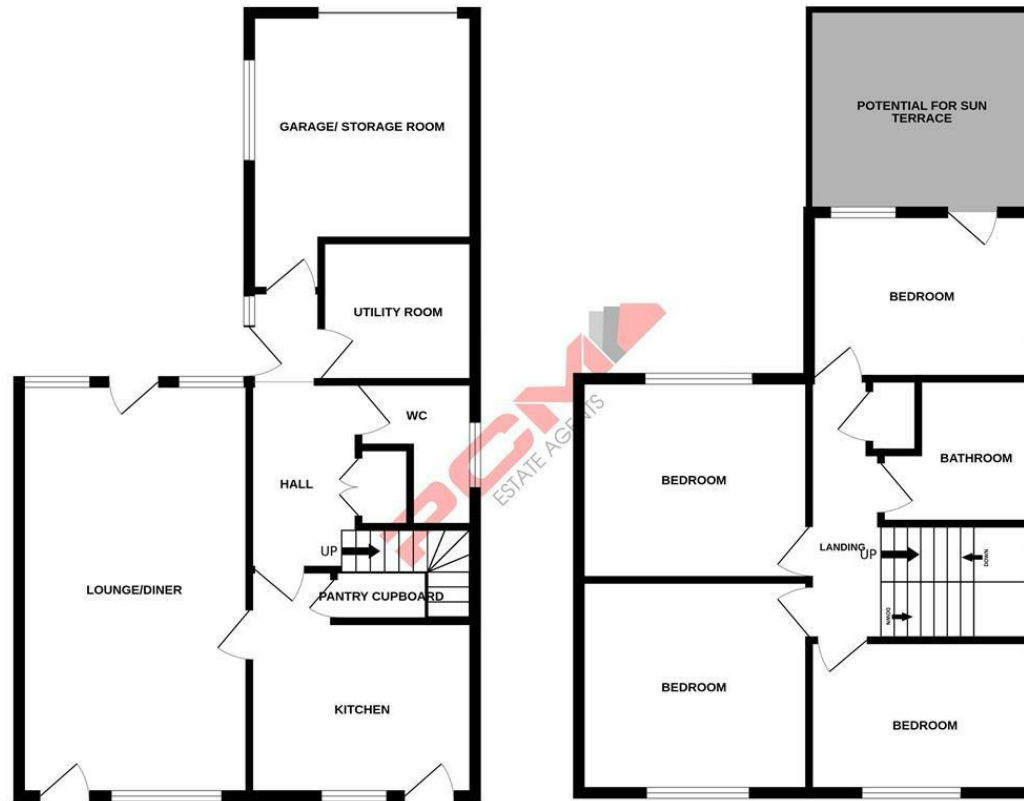 GARAGE/ STORAGE ROOM
UTILITY ROOM
WC
HALL
UP
LOUNGE/DINER
PANTRY CUPBOARD
KITCHEN
PCM
ESTATE AGENTS
POTENTIAL FOR SUN
TERRACE
BEDROOM
BATHROOM
BEDROOM
LANDING
UP
DOWN
DOWN
BEDROOM
BEDROOM